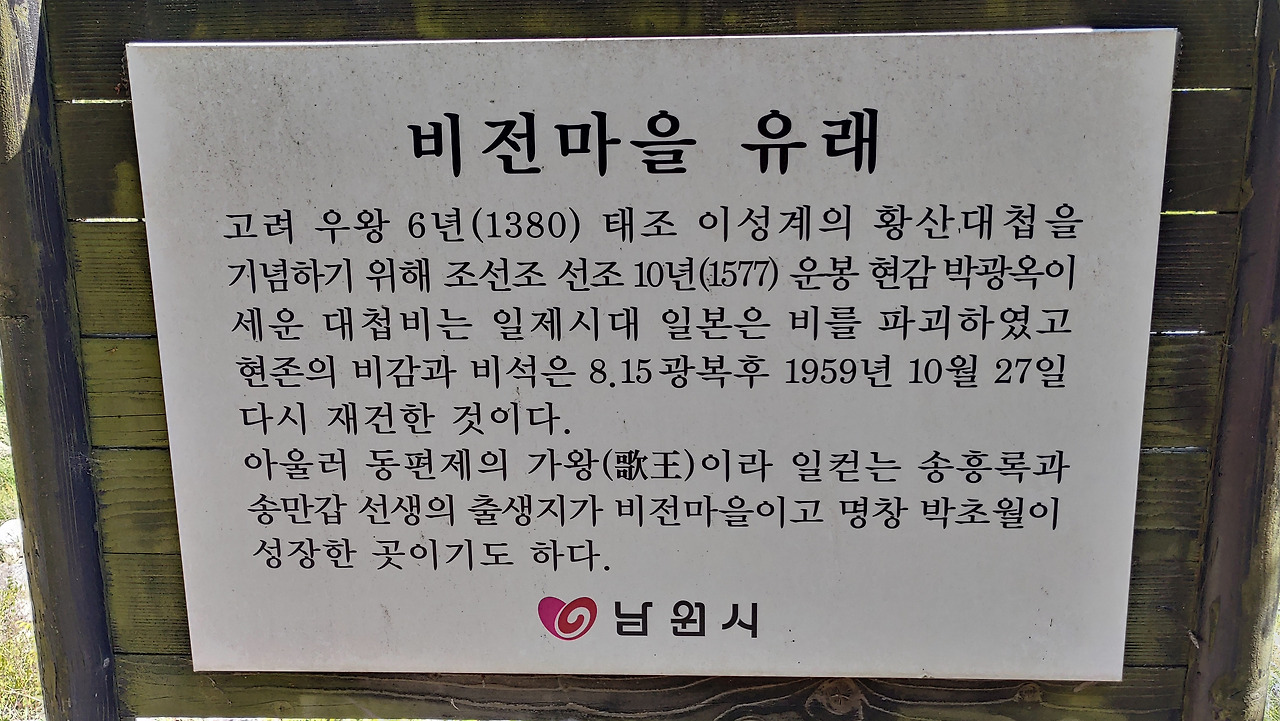 비전마을 유래
고려 우왕 6년(1380) 태조 이성계의 황산대첩을
기념하기 위해 조선조 선조 10년(1577) 운봉 현감 박광옥이
세운 대첩비는 일제시대 일본은 비를 파괴하였고
현존의 비감과 비석은 8.15광복후 1959년 10월 27일
다시 재건한 것이다.
아울러 동편제의 가왕(歌王)이라 일컫는 송흥록과
송만갑 선생의 출생지가 비전마을이고 명창 박초월이
성장한 곳이기도 하다.
남원시